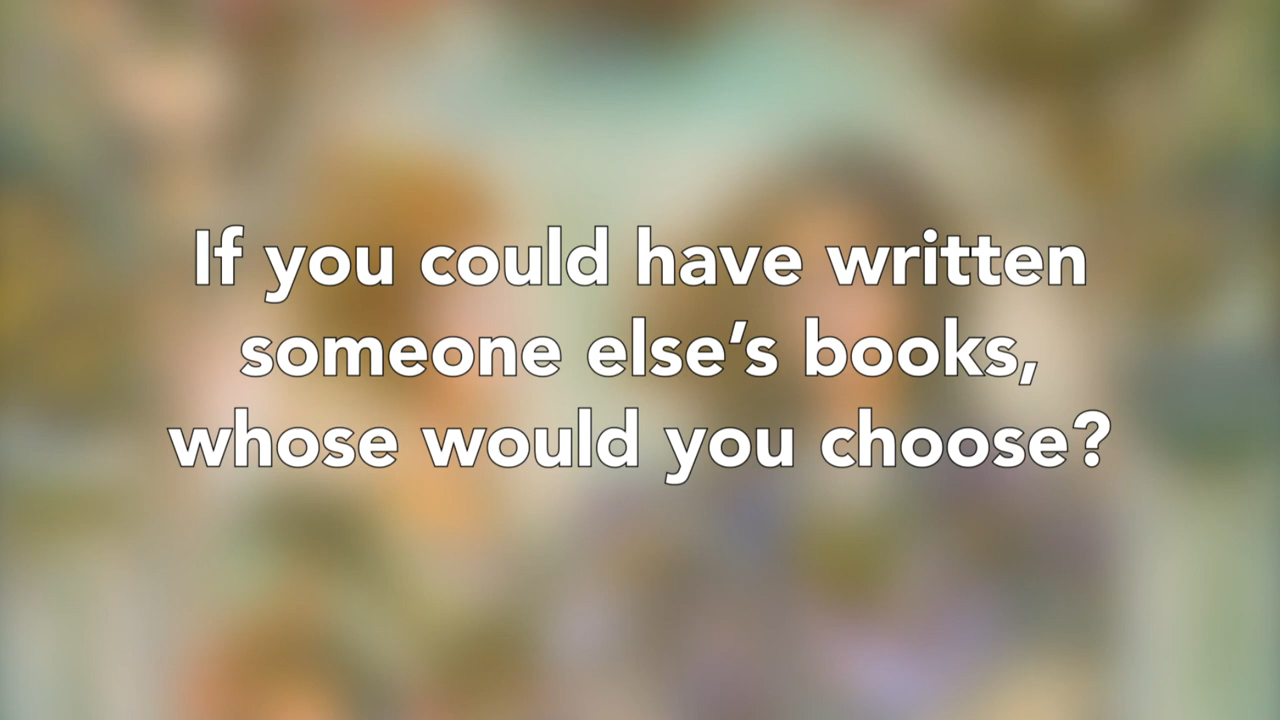 If you could have written
someone else’s books,
whose would you choose?